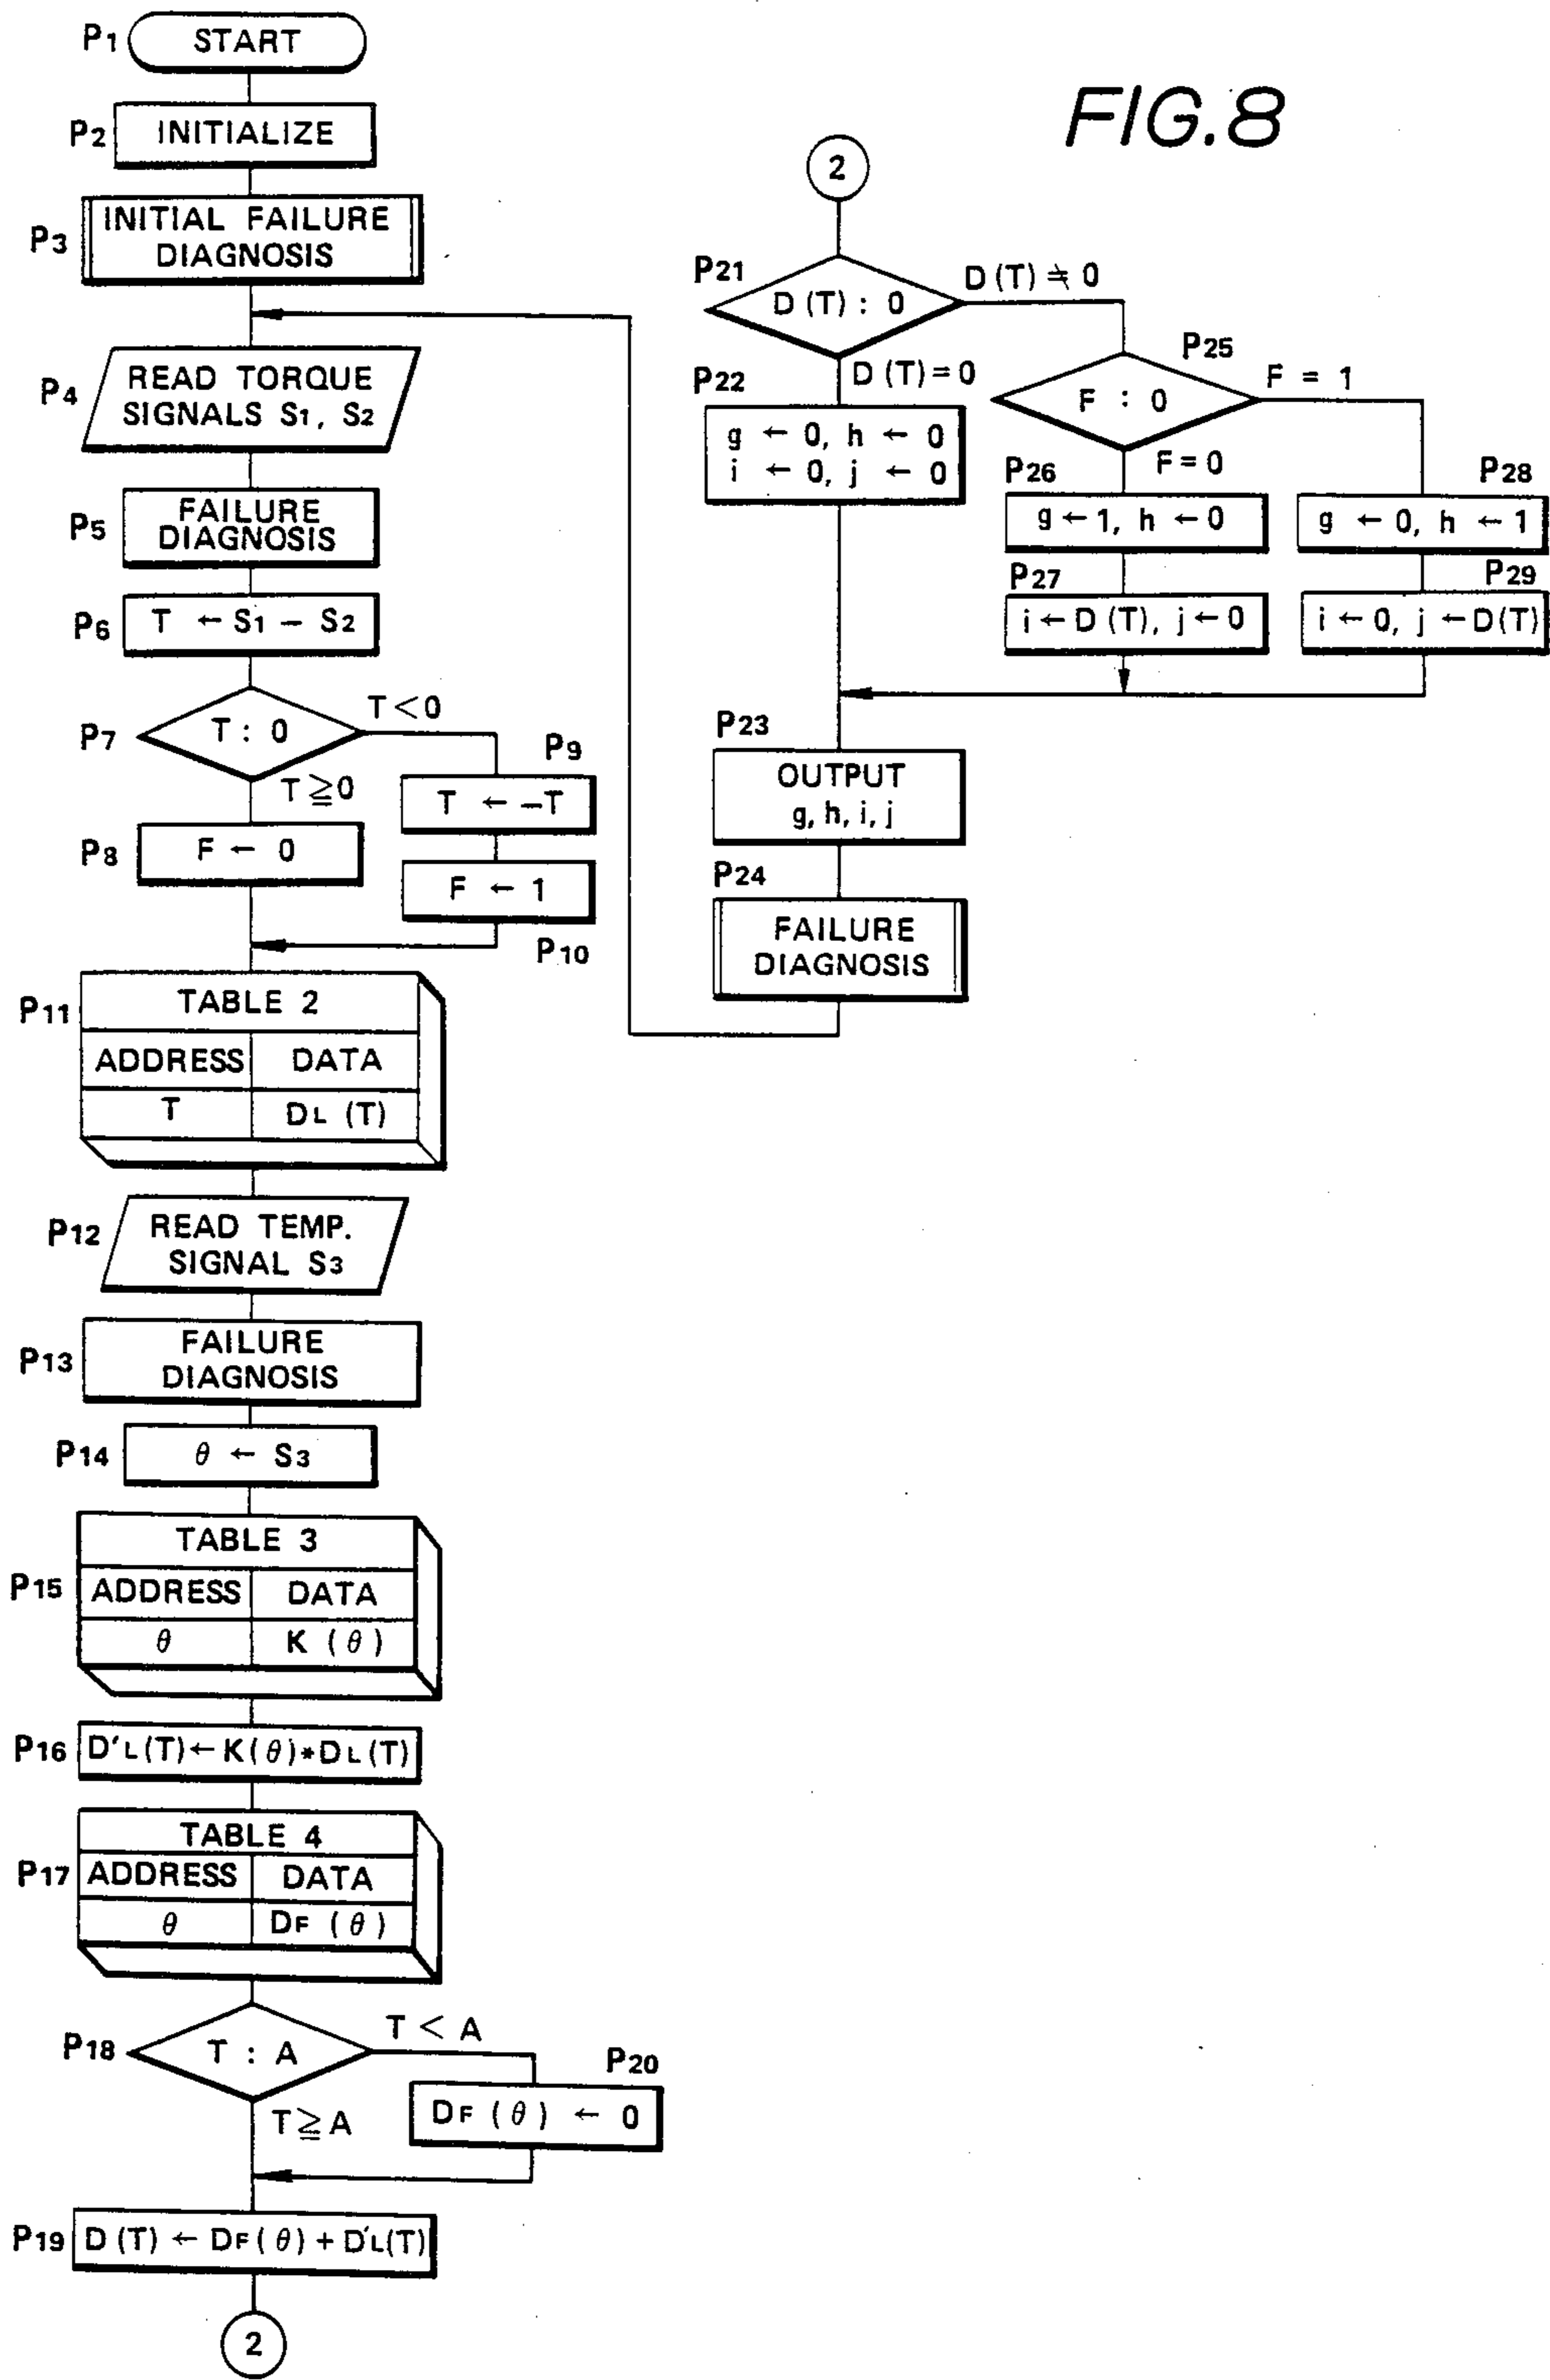 FIG.8
P1 START
P2 INITIALIZE
P3 INITIAL FAILURE
DIAGNOSIS
P4 READ TORQUE
SIGNALS S1, S2
P5 FAILURE
DIAGNOSIS
P6 T ← S1 − S2
P7 T : 0
T<0
T≧0
P8 F ← 0
P9
T ← −T
F ← 1
P10
P11 TABLE 2
ADDRESS DATA
T DL (T)
P12 READ TEMP.
SIGNAL S3
P13 FAILURE
DIAGNOSIS
P14 θ ← S3
P15 TABLE 3
ADDRESS DATA
θ K (θ)
P16 D'L(T)←K(θ)*DL(T)
P17 TABLE 4
ADDRESS DATA
θ DF (θ)
P18 T : A
T < A
T≧A
P20
DF (θ) ← 0
P19 D (T) ← DF(θ) + D'L(T)
2
2
P21 D (T) : 0
D (T) ≠ 0
D (T)=0
P22
g ← 0, h ← 0
i ← 0, j ← 0
P25
F : 0
F = 1
F=0
P26
g←1, h ←0
P27
i←D (T), j←0
P28
g ← 0, h ←1
P29
i←0, j ←D(T)
P23
OUTPUT
g, h, i, j
P24
FAILURE
DIAGNOSIS